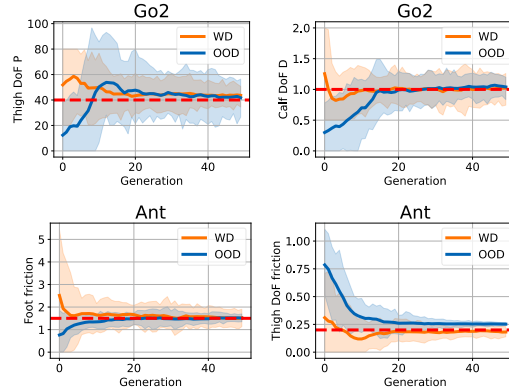 Go2
Thigh DoF P
100
80
60
40
20
0
WD
OOD
0
20
40
Generation
Go2
Calf DoF D
2.0
1.5
1.0
0.5
0.0
WD
OOD
0
20
40
Generation
Ant
Foot friction
5
4
3
2
1
0
WD
OOD
0
20
40
Generation
Ant
Thigh DoF friction
1.00
0.75
0.50
0.25
0.00
WD
OOD
0
20
40
Generation